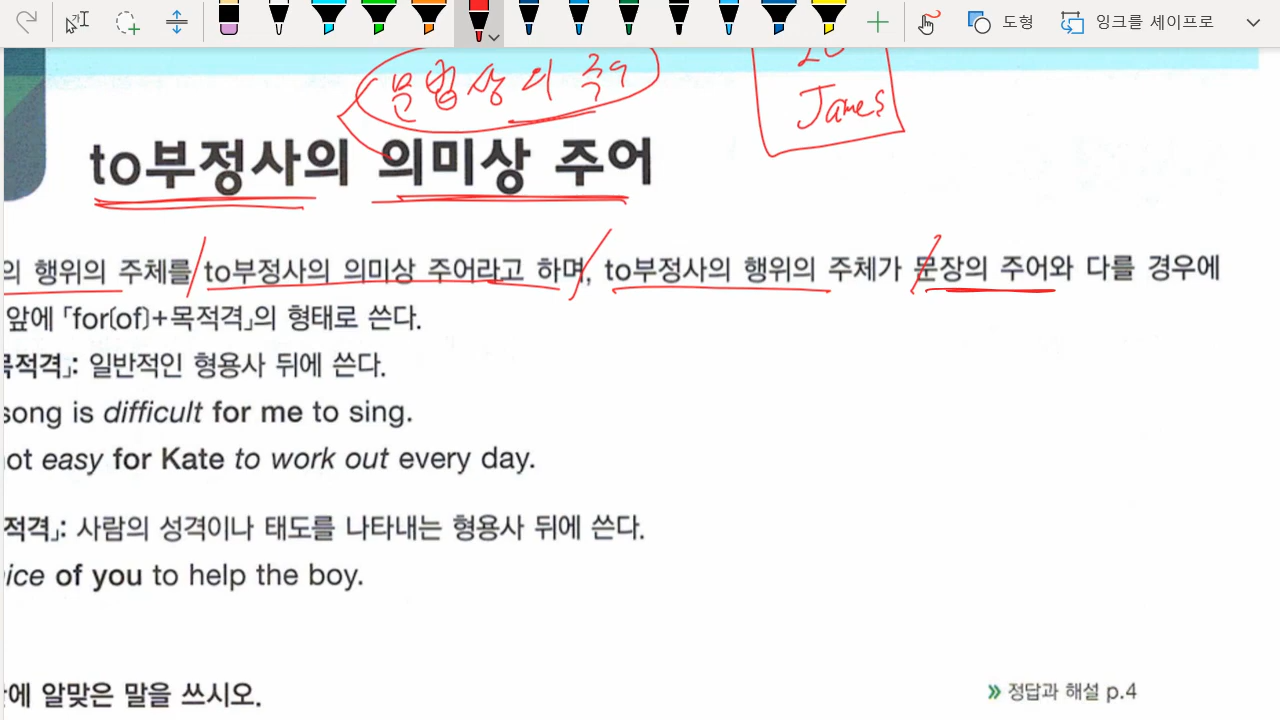 도형
잉크를 셰이프로
문법상의 주어
James
to부정사의 의미상 주어
의 행위의 주체를 to부정사의 의미상 주어라고 하며, to부정사의 행위의 주체가 문장의 주어와 다를 경우에
앞에 「for(of)+목적격」의 형태로 쓴다.
목적격」: 일반적인 형용사 뒤에 쓴다.
song is difficult for me to sing.
not easy for Kate to work out every day.
적격」: 사람의 성격이나 태도를 나타내는 형용사 뒤에 쓴다.
nice of you to help the boy.
에 알맞은 말을 쓰시오.
» 정답과 해설 p.4